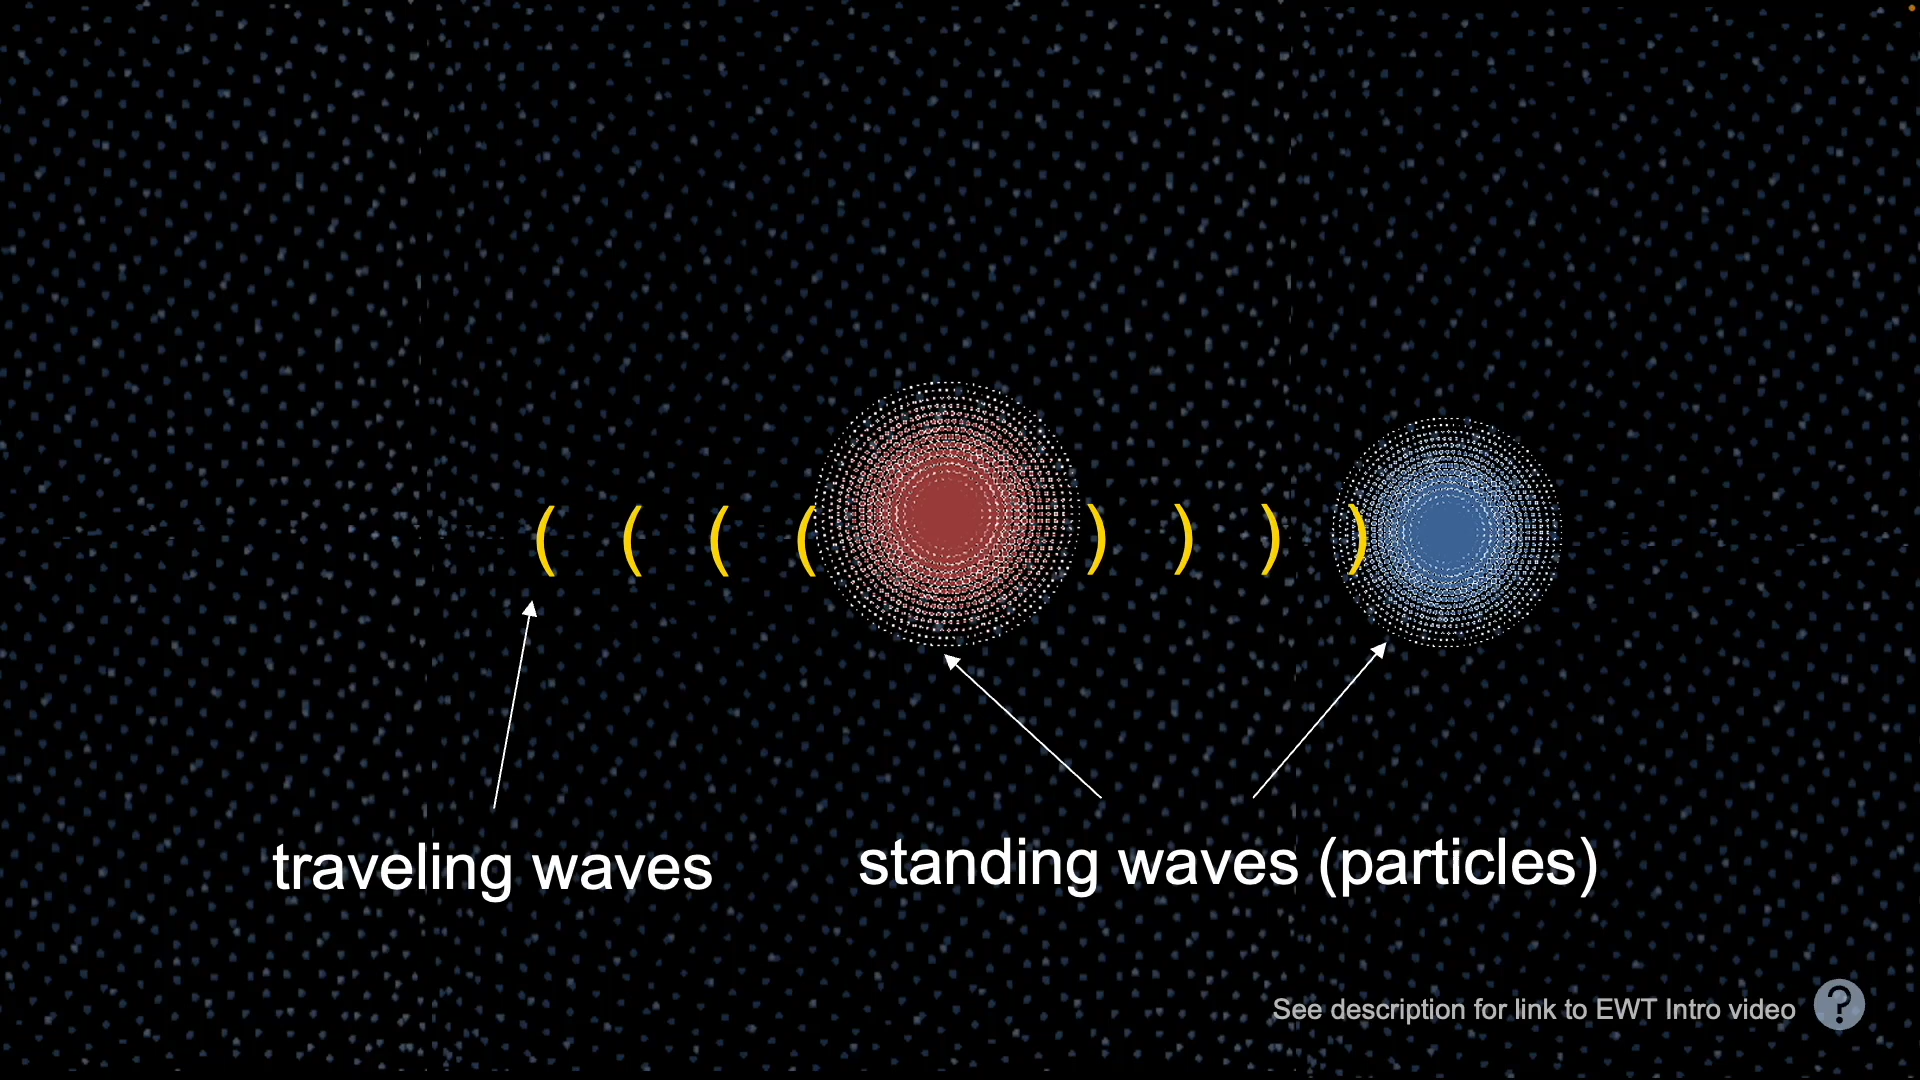 traveling waves
standing waves (particles)
See description for link to EWT Intro video ?